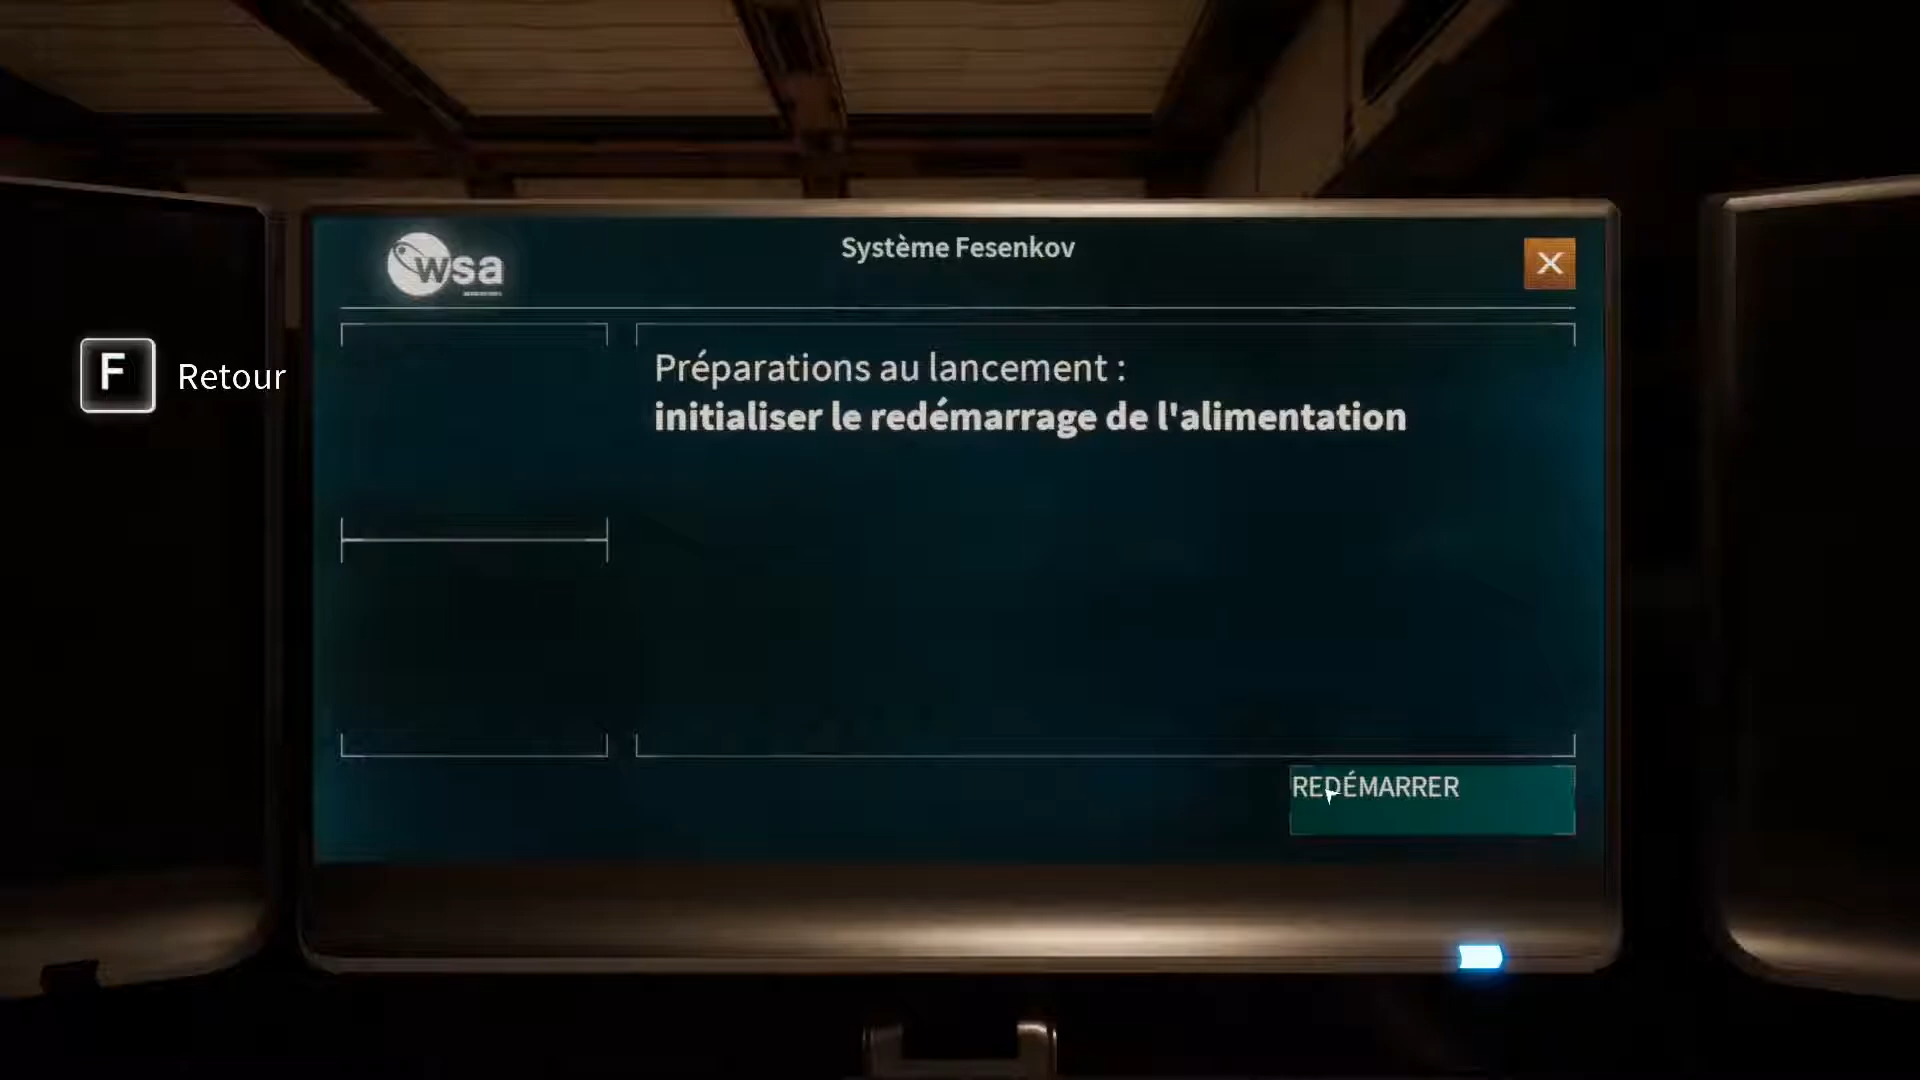 Système Fesenkov
wsa
X
F Retour
Préparations au lancement :
initialiser le redémarrage de l'alimentation
REDÉMARRER